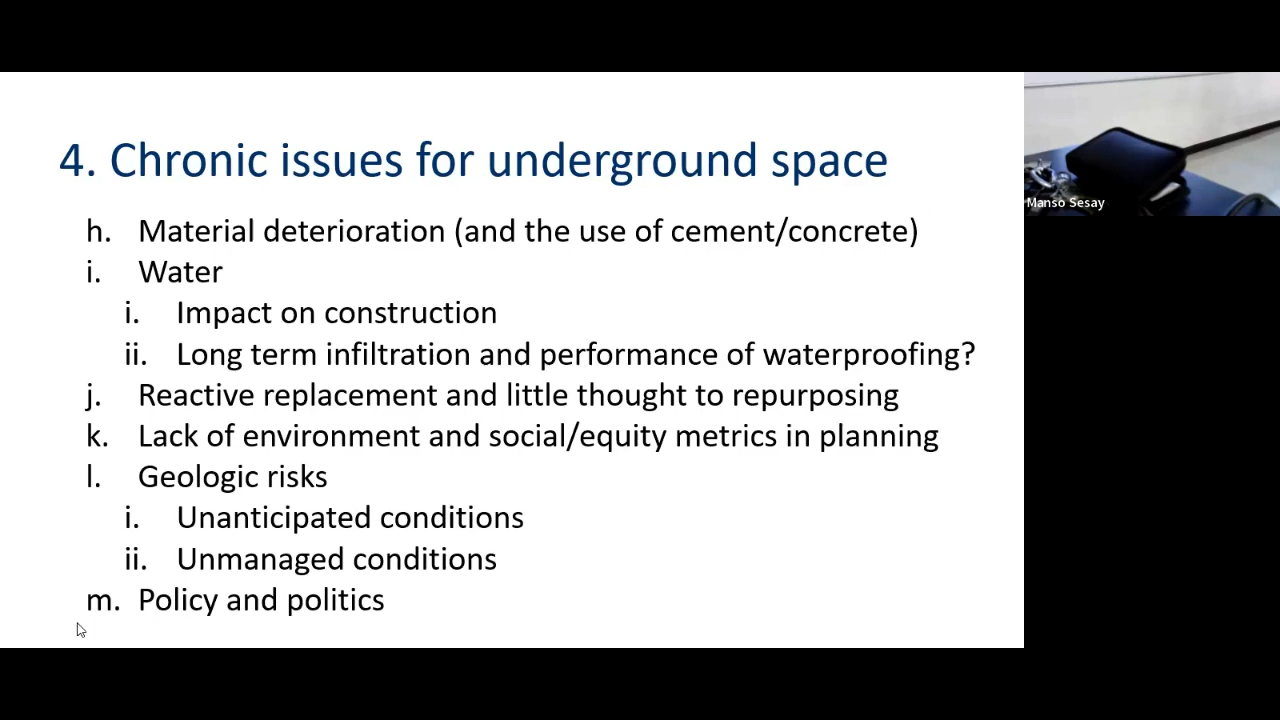 4. Chronic issues for underground space
h. Material deterioration (and the use of cement/concrete)
i. Water
i. Impact on construction
ii. Long term infiltration and performance of waterproofing?
j. Reactive replacement and little thought to repurposing
k. Lack of environment and social/equity metrics in planning
l. Geologic risks
i. Unanticipated conditions
ii. Unmanaged conditions
m. Policy and politics
Manso Sesay